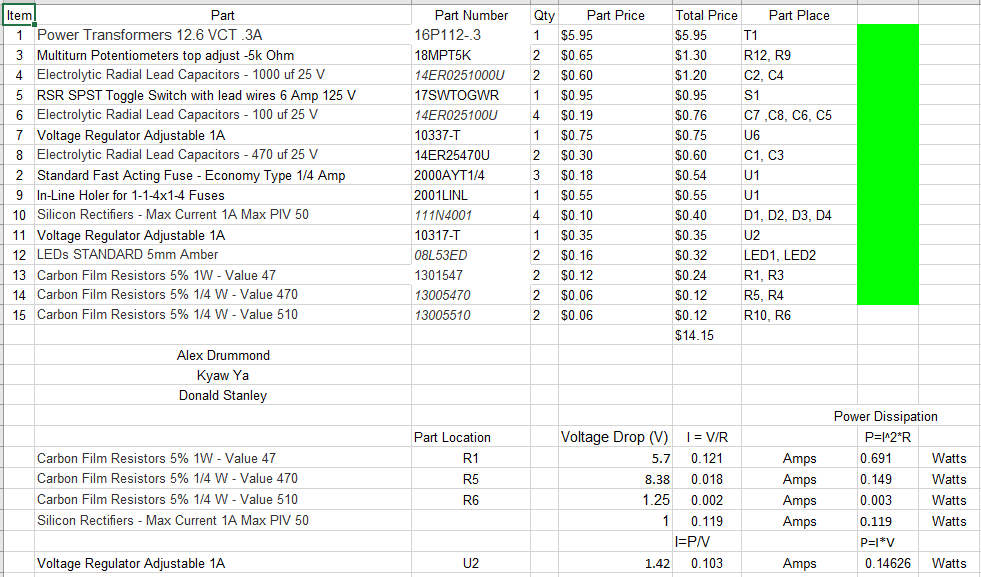 Item Part Part Number Qty Part Price Total Price Part Place
1 Power Transformers 12.6 VCT .3A 16P112-.3 1 $5.95 $5.95 T1
3 Multiturn Potentiometers top adjust -5k Ohm 18MPT5K 2 $0.65 $1.30 R12, R9
4 Electrolytic Radial Lead Capacitors - 1000 uf 25 V 14ER0251000U 2 $0.60 $1.20 C2, C4
5 RSR SPST Toggle Switch with lead wires 6 Amp 125 V 17SWTOGWR 1 $0.95 $0.95 S1
6 Electrolytic Radial Lead Capacitors - 100 uf 25 V 14ER025100U 4 $0.19 $0.76 C7 ,C8, C6, C5
7 Voltage Regulator Adjustable 1A 10337-T 1 $0.75 $0.75 U6
8 Electrolytic Radial Lead Capacitors - 470 uf 25 V 14ER25470U 2 $0.30 $0.60 C1, C3
2 Standard Fast Acting Fuse - Economy Type 1/4 Amp 2000AYT1/4 3 $0.18 $0.54 U1
9 In-Line Holer for 1-1-4x1-4 Fuses 2001LINL 1 $0.55 $0.55 U1
10 Silicon Rectifiers - Max Current 1A Max PIV 50 111N4001 4 $0.10 $0.40 D1, D2, D3, D4
11 Voltage Regulator Adjustable 1A 10317-T 1 $0.35 $0.35 U2
12 LEDs STANDARD 5mm Amber 08L53ED 2 $0.16 $0.32 LED1, LED2
13 Carbon Film Resistors 5% 1W - Value 47 1301547 2 $0.12 $0.24 R1, R3
14 Carbon Film Resistors 5% 1/4 W - Value 470 13005470 2 $0.06 $0.12 R5, R4
15 Carbon Film Resistors 5% 1/4 W - Value 510 13005510 2 $0.06 $0.12 R10, R6
$14.15
Alex Drummond
Kyaw Ya
Donald Stanley
Power Dissipation
Part Location Voltage Drop (V) I = V/R P=I^2*R
Carbon Film Resistors 5% 1W - Value 47 R1 5.7 0.121 Amps 0.691 Watts
Carbon Film Resistors 5% 1/4 W - Value 470 R5 8.38 0.018 Amps 0.149 Watts
Carbon Film Resistors 5% 1/4 W - Value 510 R6 1.25 0.002 Amps 0.003 Watts
Silicon Rectifiers - Max Current 1A Max PIV 50 1 0.119 Amps 0.119 Watts
I=P/V P=I*V
Voltage Regulator Adjustable 1A U2 1.42 0.103 Amps 0.14626 Watts